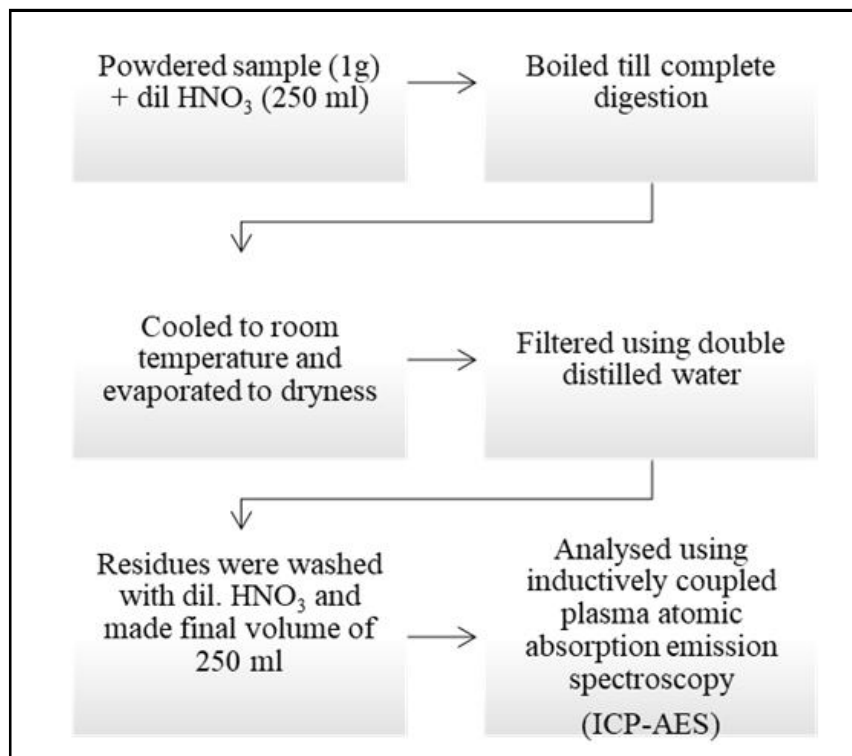 Powdered sample (1g)
+ dil HNO₃ (250 ml)
Boiled till complete
digestion
Cooled to room
temperature and
evaporated to dryness
Filtered using double
distilled water
Residues were washed
with dil. HNO₃ and
made final volume of
250 ml
Analysed using
inductively coupled
plasma atomic
absorption emission
spectroscopy
(ICP-AES)